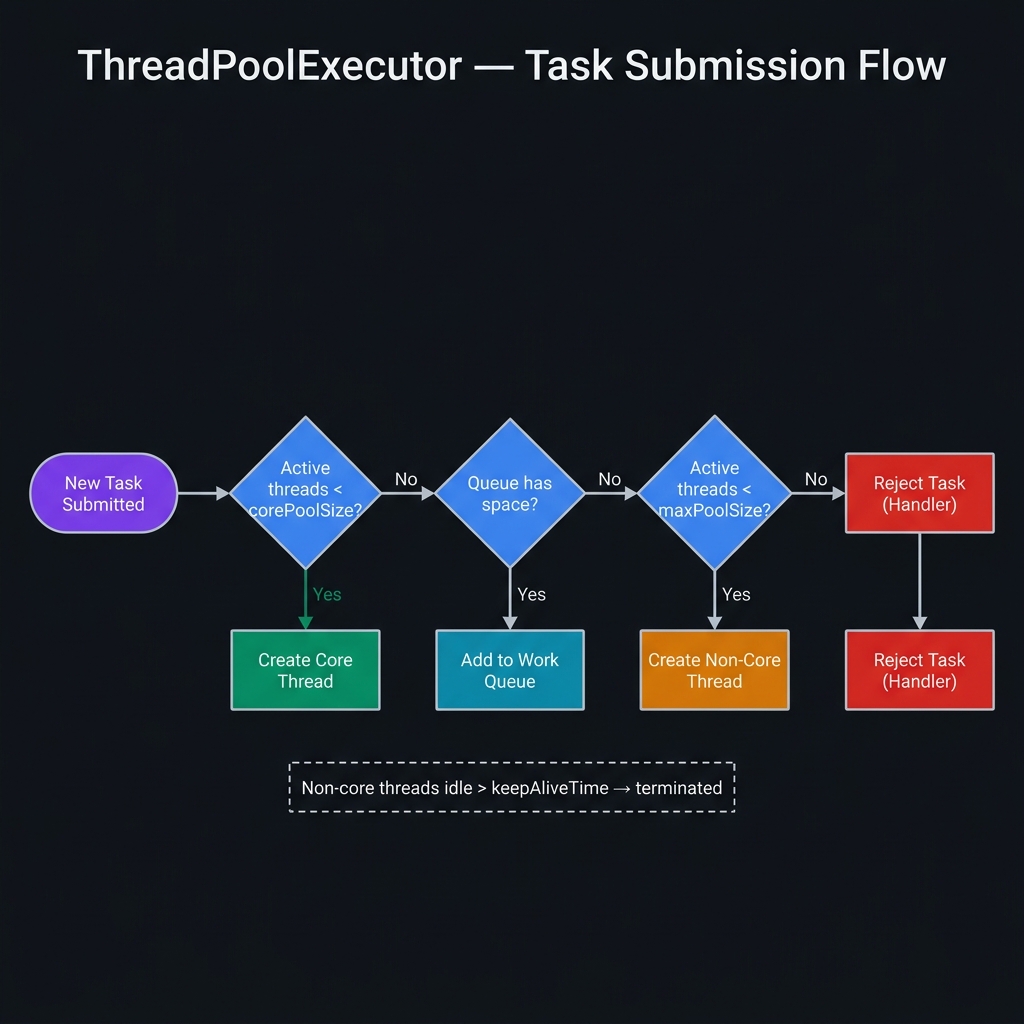 ThreadPoolExecutor — Task Submission Flow
New Task
Submitted
Active
threads <
corePoolSize?
No
Queue has
space?
No
Active
threads <
maxPoolSize?
No
Reject Task
(Handler)
Yes
Yes
Yes
Create Core
Thread
Add to Work
Queue
Create Non-Core
Thread
Reject Task
(Handler)
Non-core threads idle > keepAliveTime → terminated